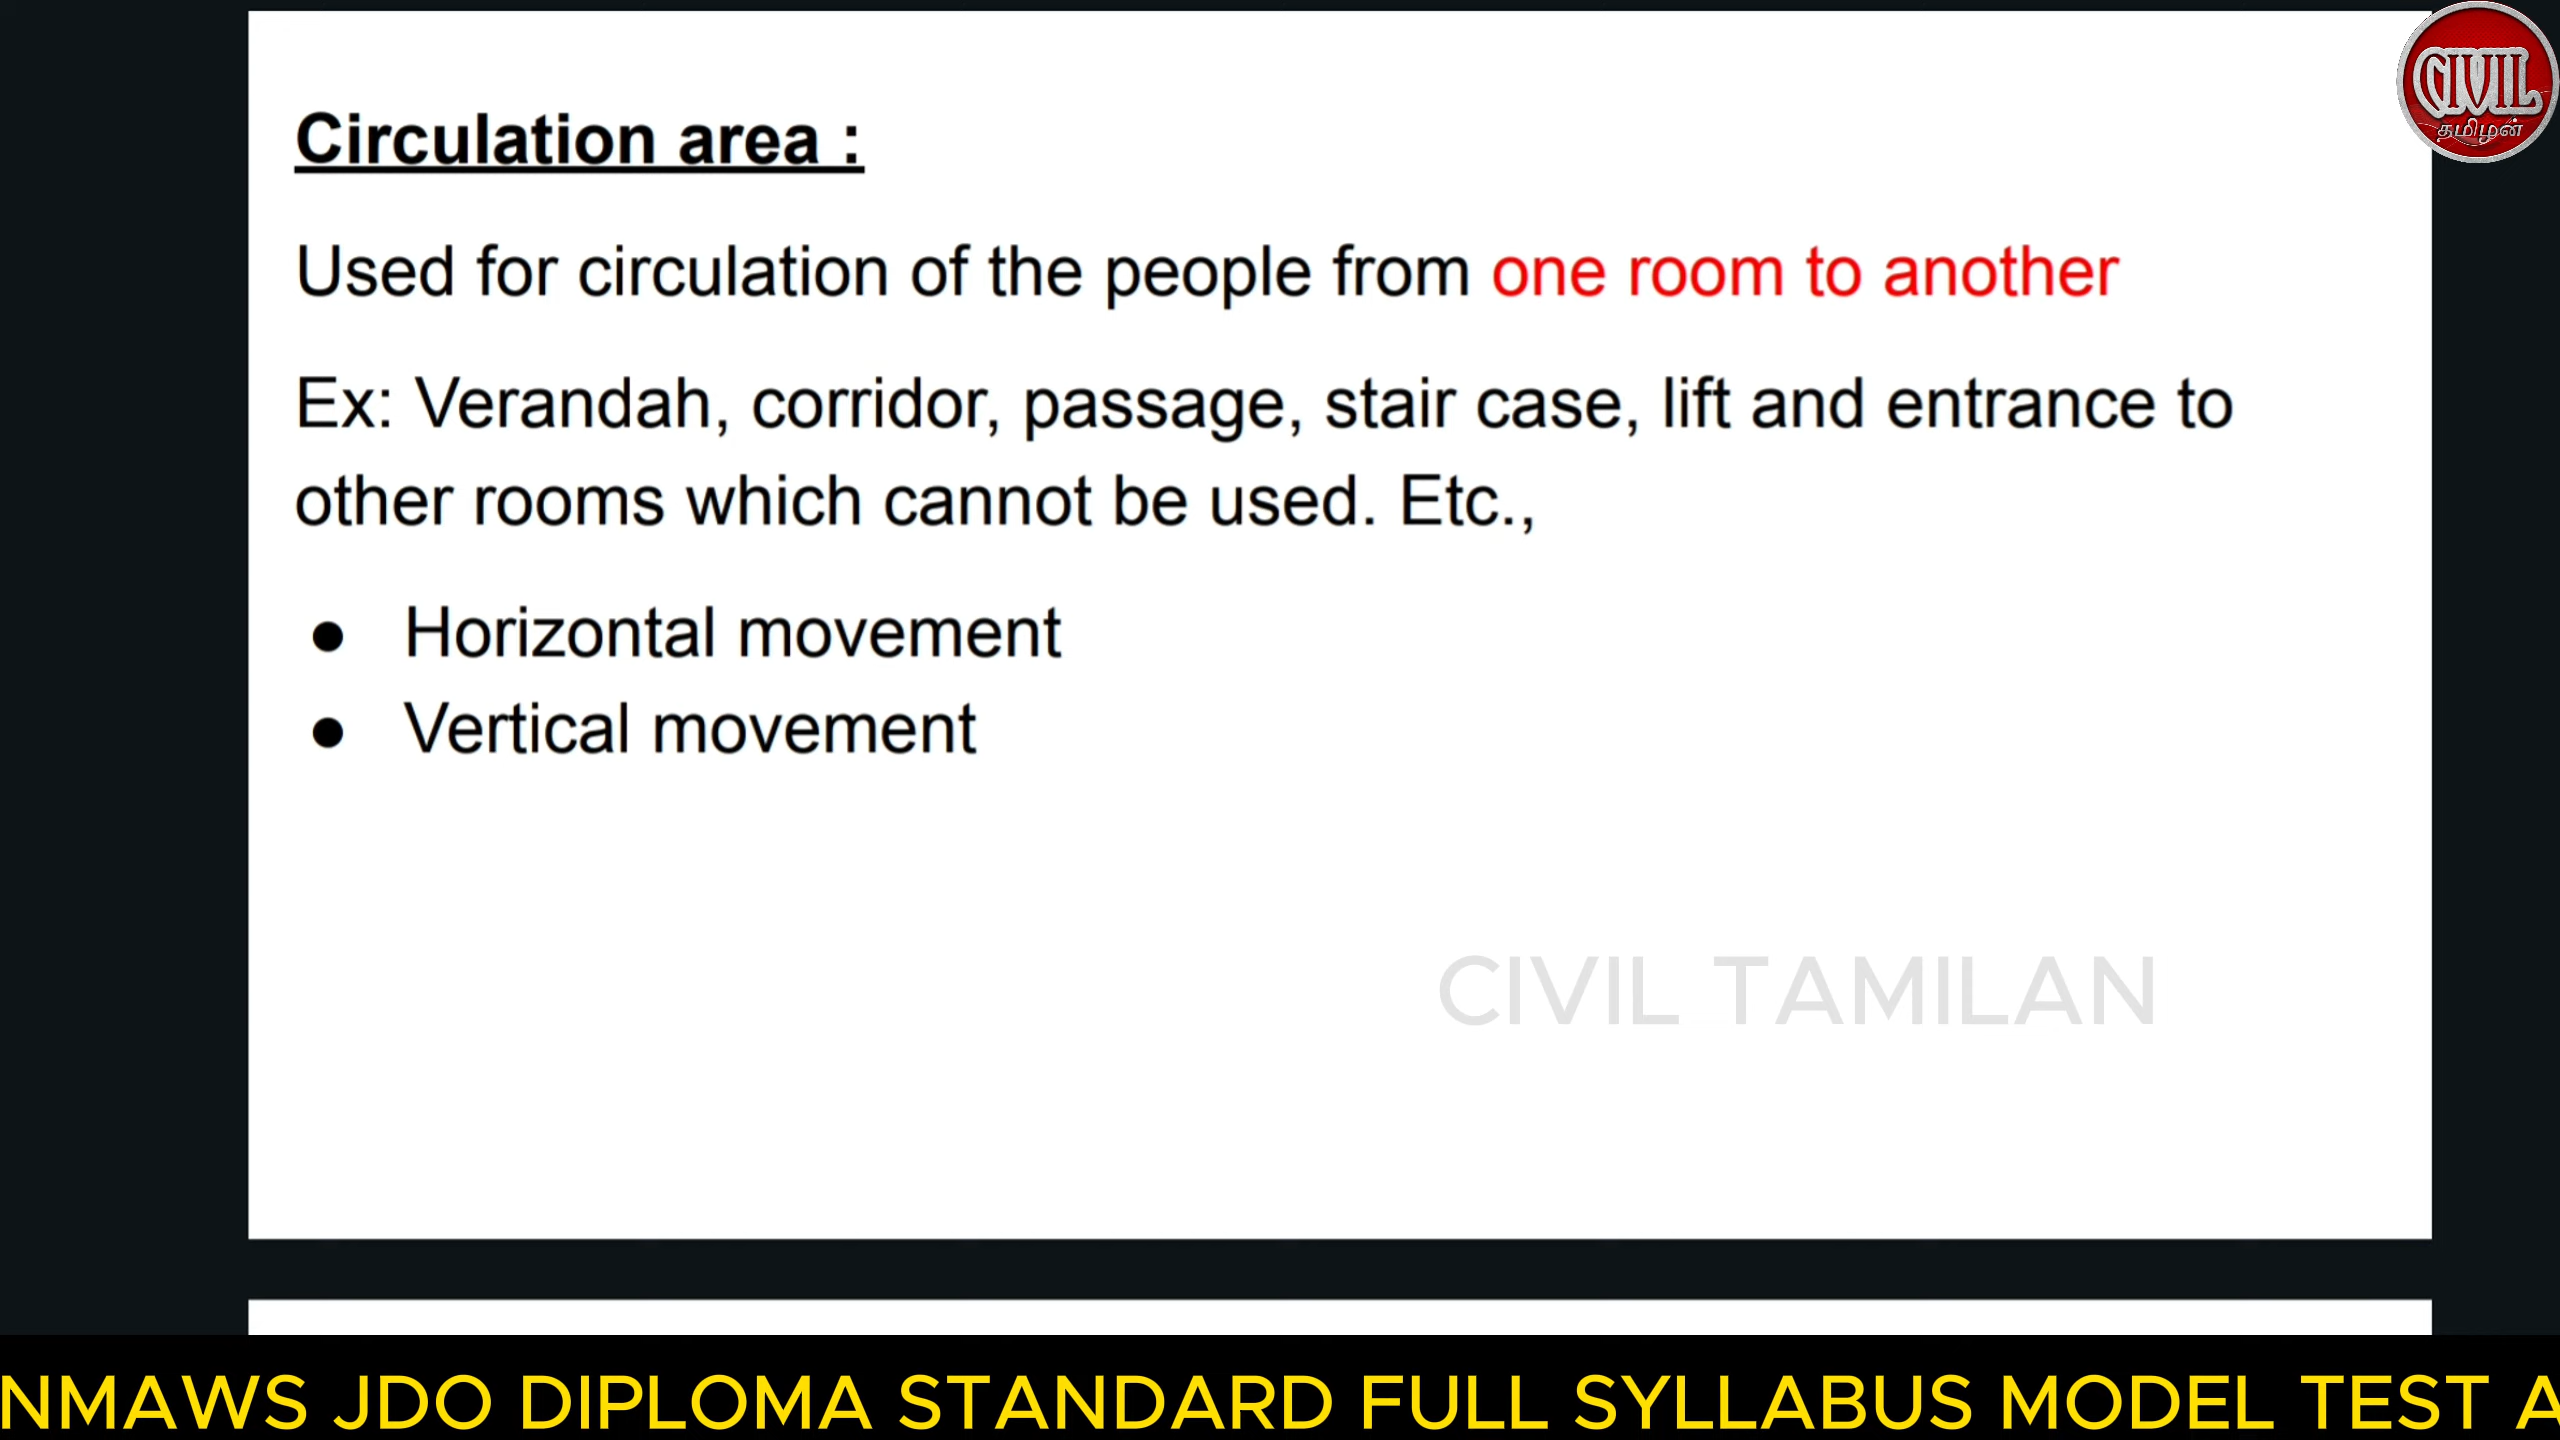 CIVIL
தமிழன்
Circulation area :
Used for circulation of the people from one room to another
Ex: Verandah, corridor, passage, stair case, lift and entrance to
other rooms which cannot be used. Etc.,
● Horizontal movement
● Vertical movement
CIVIL TAMILAN
NMAWS JDO DIPLOMA STANDARD FULL SYLLABUS MODEL TEST A